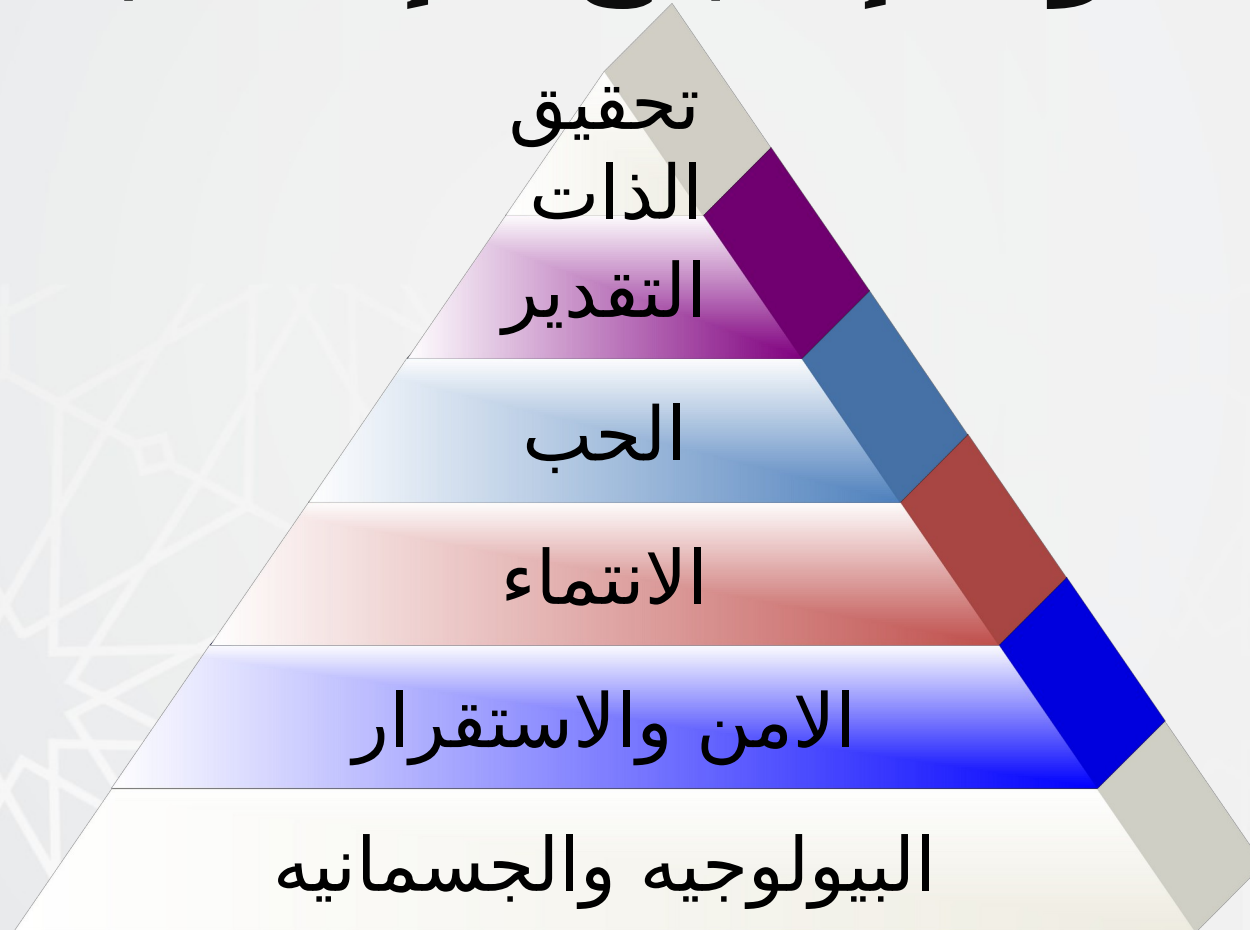 تحقيق
الذات
التقدير
الحب
الانتماء
الامن والاستقرار
البيولوجيه والجسمانيه